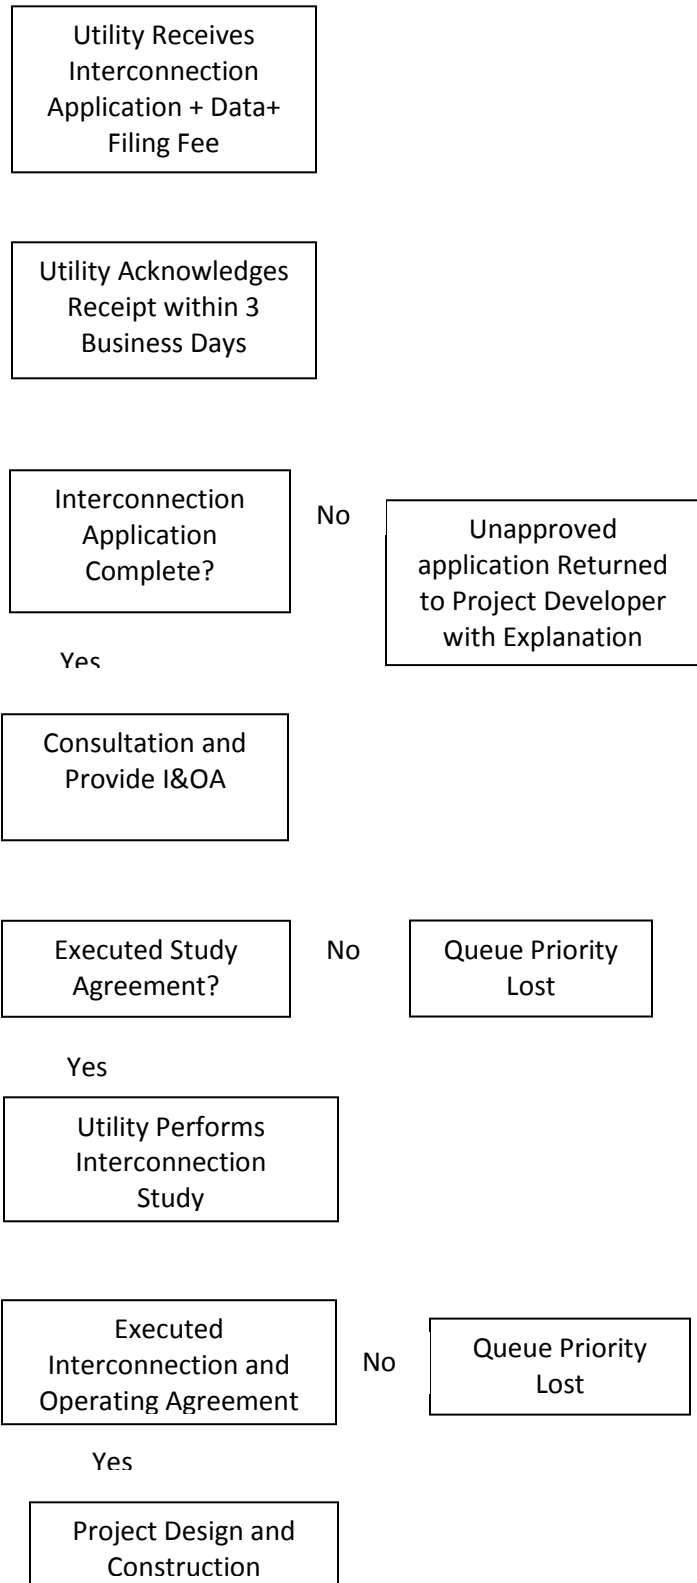 Utility Receives
Interconnection
Application + Data+
Filing Fee
Utility Acknowledges
Receipt within 3
Business Days
Interconnection
Application
Complete?
No
Unapproved
application Returned
to Project Developer
with Explanation
Yes
Consultation and
Provide I&OA
Executed Study
Agreement?
No
Queue Priority
Lost
Yes
Utility Performs
Interconnection
Study
Executed
Interconnection and
Operating Agreement
No
Queue Priority
Lost
Yes
Project Design and
Construction